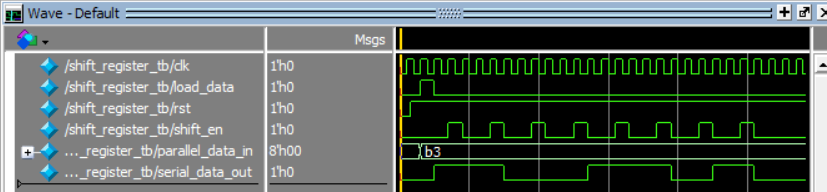 Wave - Default
Msgs
/shift_register_tb/clk 1'h0
/shift_register_tb/load_data 1'h0
/shift_register_tb/rst 1'h0
/shift_register_tb/shift_en 1'h0
..._register_tb/parallel_data_in 8'h00 b3
..._register_tb/serial_data_out 1'h0